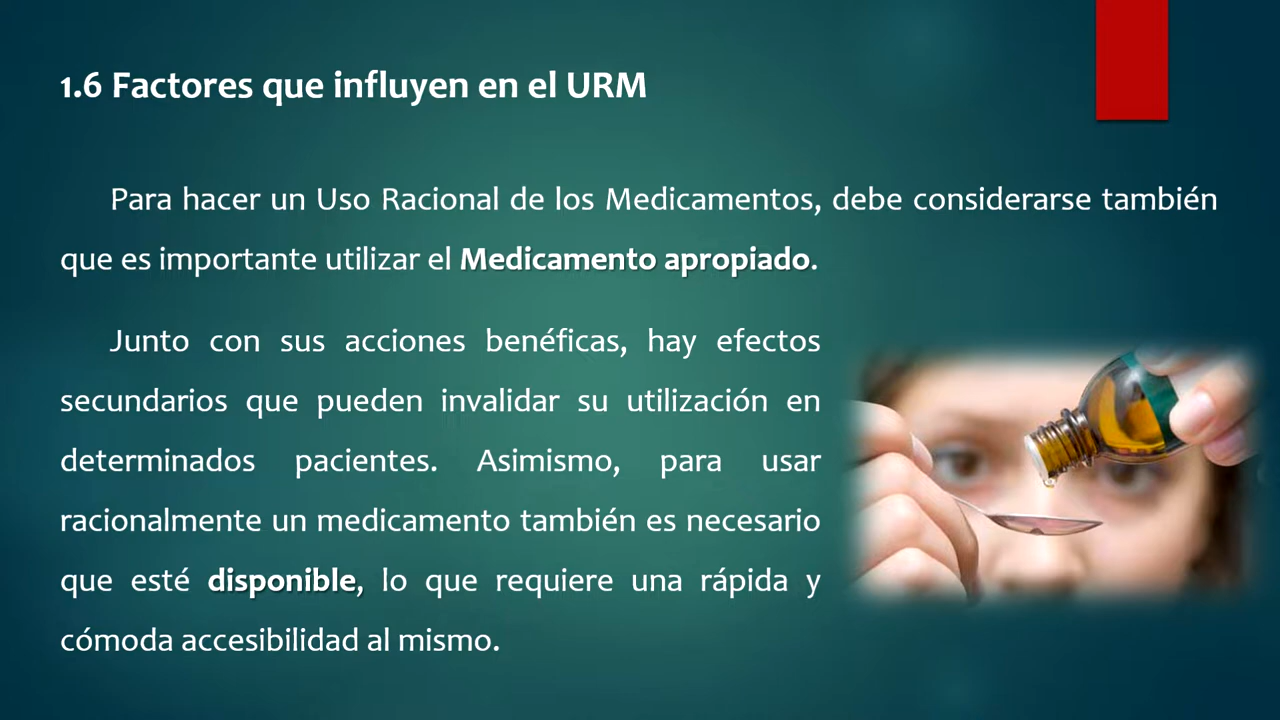 1.6 Factores que influyen en el URM
Para hacer un Uso Racional de los Medicamentos, debe considerarse también
que es importante utilizar el Medicamento apropiado.
Junto con sus acciones benéficas, hay efectos
secundarios que pueden invalidar su utilización en
determinados pacientes. Asimismo, para usar
racionalmente un medicamento también es necesario
que esté disponible, lo que requiere una rápida y
cómoda accesibilidad al mismo.